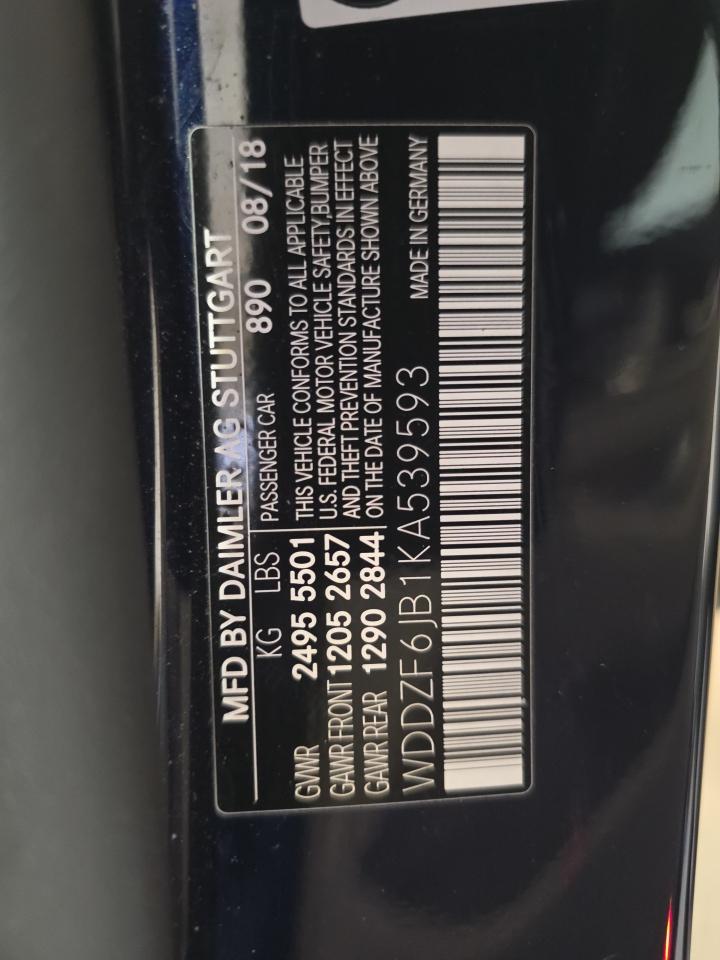 MFD BY DAIMLER AG STUTTGART
KG LBS PASSENGER CAR 890 08/18
GVWR 2495 5501 THIS VEHICLE CONFORMS TO ALL APPLICABLE
GAWR FRONT 1205 2657 U.S. FEDERAL MOTOR VEHICLE SAFETY,BUMPER
AND THEFT PREVENTION STANDARDS IN EFFECT
GAWR REAR 1290 2844 ON THE DATE OF MANUFACTURE SHOWN ABOVE
WDDZF6JB1KA539593 MADE IN GERMANY